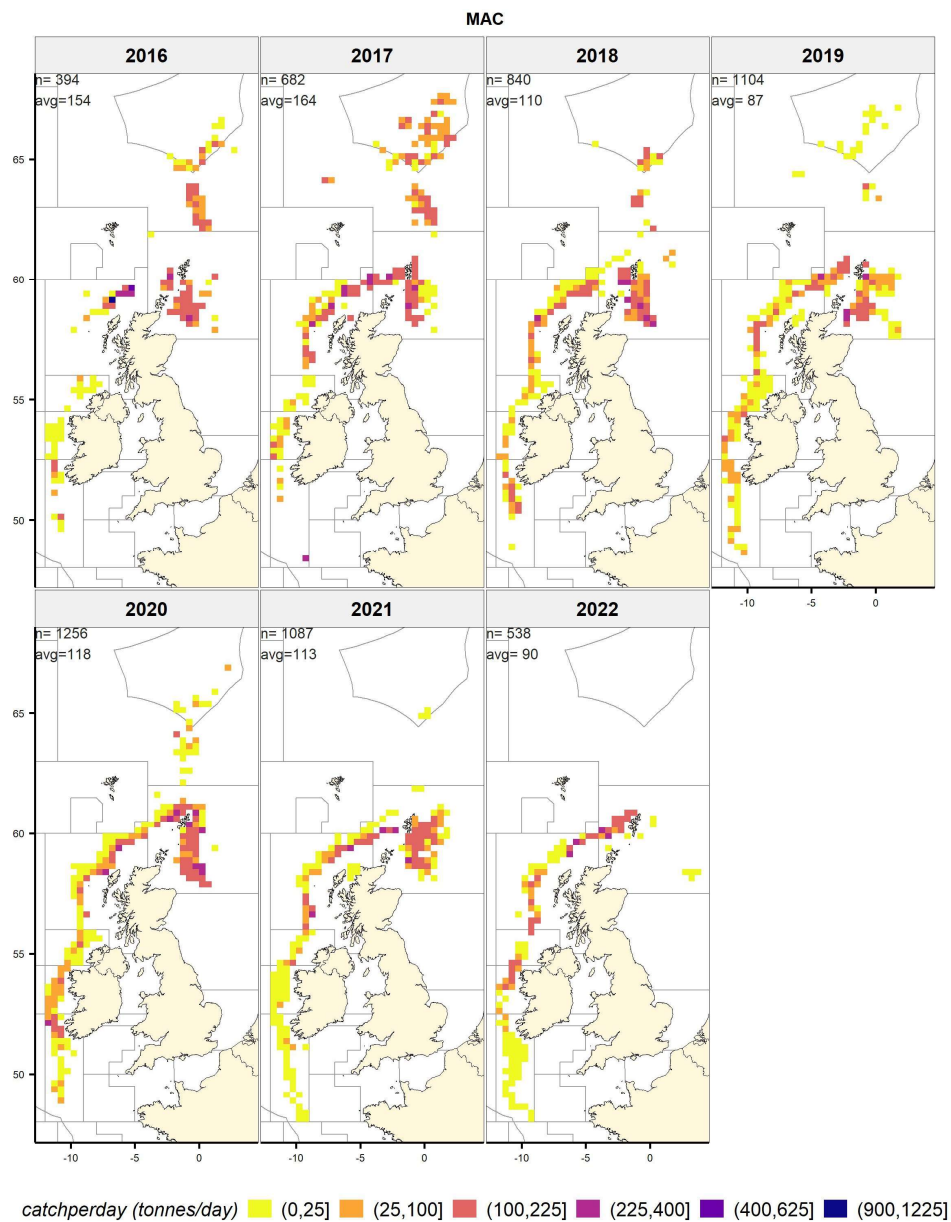 MAC
2016
2017
2018
2019
n= 394
avg=154
n= 682
avg=164
n= 840
avg=110
n= 1104
avg= 87
65
60
55
50
-10 -5 0
2020
2021
2022
n= 1256
avg=118
n= 1087
avg=113
n= 538
avg= 90
65
60
55
50
-10 -5 0
-10 -5 0
-10 -5 0
catchperday (tonnes/day) (0,25] (25,100] (100,225] (225,400] (400,625] (900,1225]